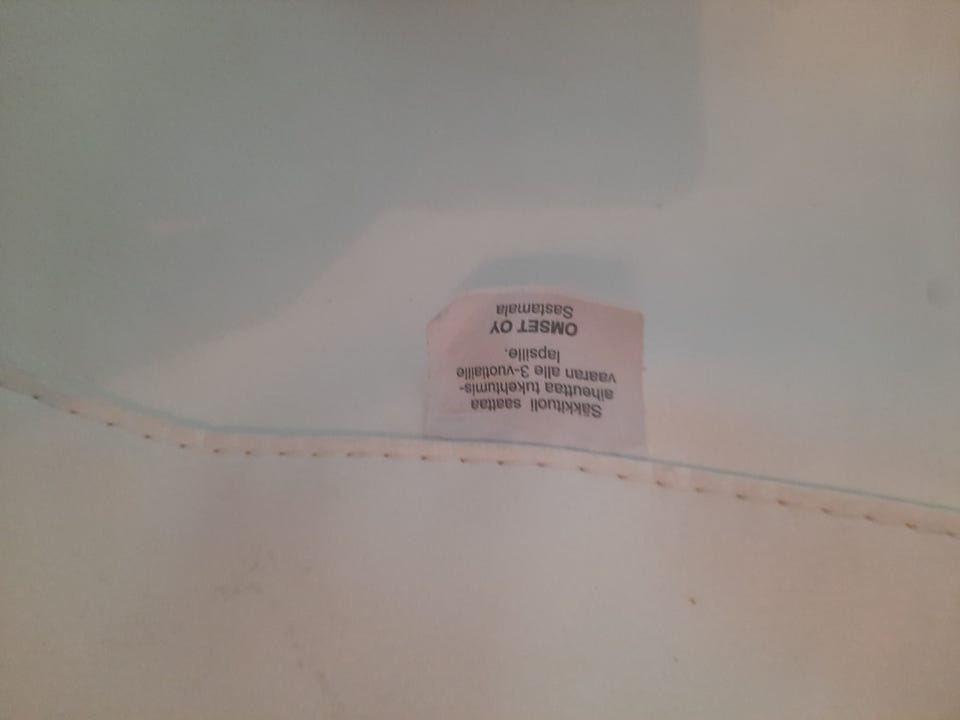 Säkkituoli saattaa
aiheuttaa tukehtumis-
vaaran alle 3-vuotiaille
lapsille.
OMSET OY
Sastamala